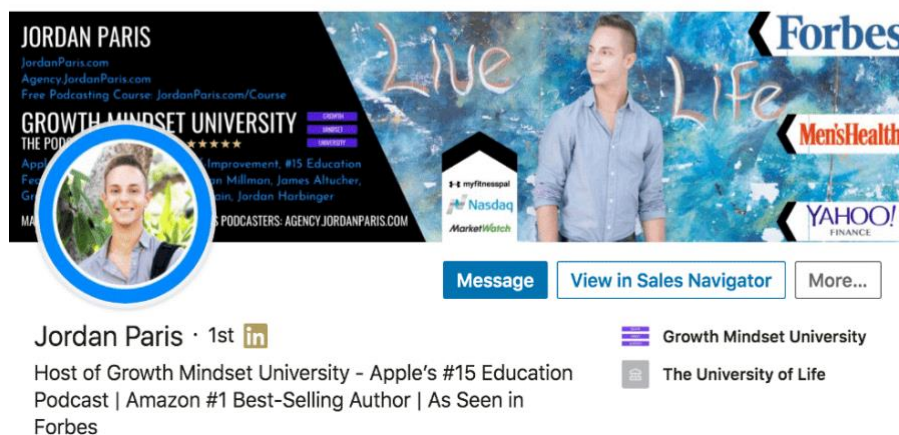 JORDAN PARIS
JordanParis.com
Agency.JordanParis.com
Free Podcasting Course: JordanParis.com/Course
GROWTH MINDSET UNIVERSITY
GROWTH
MINDSET
UNIVERSITY
THE POD
★★★★★
Appl Improvement, #15 Education
Fea an Millman, James Altucher,
Gr ain, Jordan Harbinger
MA S PODCASTERS: AGENCY.JORDANPARIS.COM
Live
Life
myfitnesspal
Nasdaq
MarketWatch
Forbes
Men'sHealth
YAHOO!
FINANCE
Message
View in Sales Navigator
More...
Jordan Paris · 1st in
Host of Growth Mindset University - Apple's #15 Education
Podcast | Amazon #1 Best-Selling Author | As Seen in
Forbes
Growth Mindset University
The University of Life